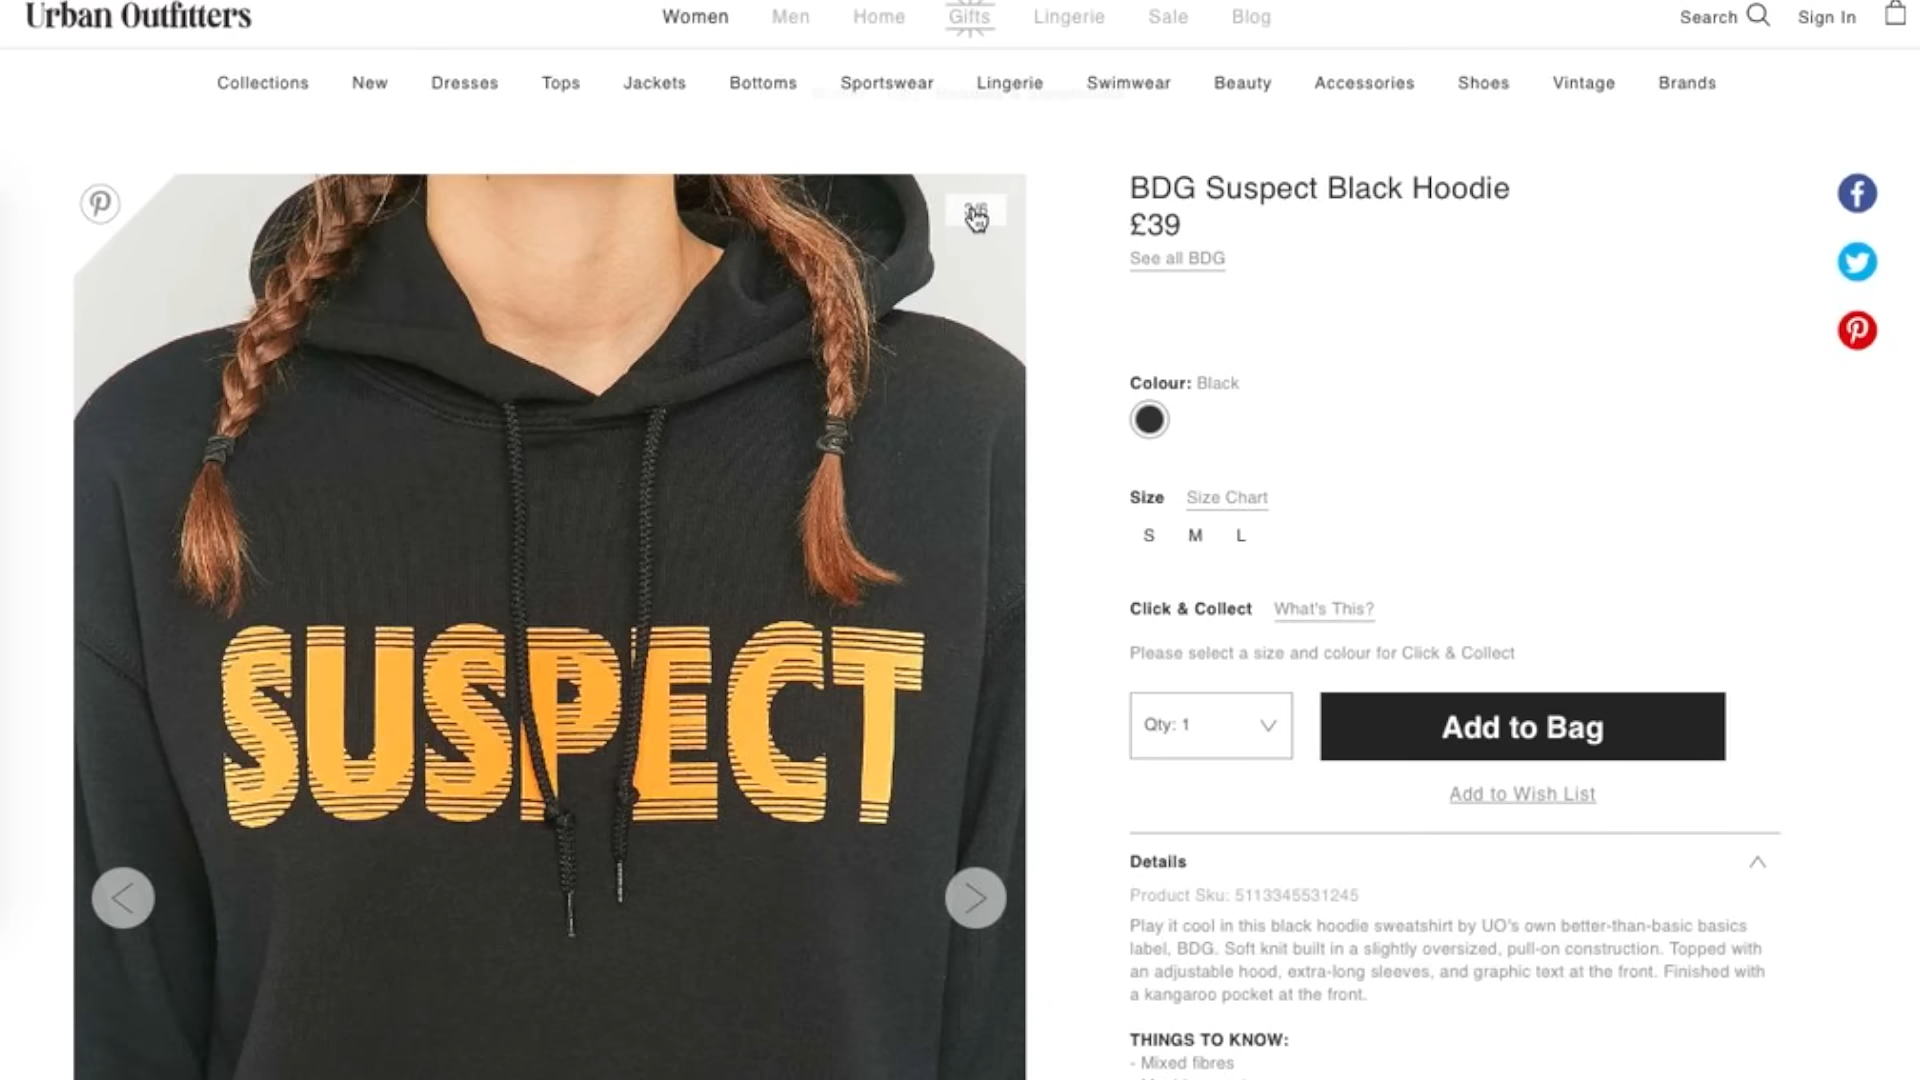 Urban Outfitters
Women Men Home Gifts Lingerie Sale Blog
Search Sign In
Collections New Dresses Tops Jackets Bottoms Sportswear Lingerie Swimwear Beauty Accessories Shoes Vintage Brands
SUSPECT
BDG Suspect Black Hoodie
£39
See all BDG
Colour: Black
Size Size Chart
S M L
Click & Collect What's This?
Please select a size and colour for Click & Collect
Qty: 1
Add to Bag
Add to Wish List
Details
Product Sku: 5113345531245
Play it cool in this black hoodie sweatshirt by UO's own better-than-basic basics
label, BDG. Soft knit built in a slightly oversized, pull-on construction. Topped with
an adjustable hood, extra-long sleeves, and graphic text at the front. Finished with
a kangaroo pocket at the front.
THINGS TO KNOW:
- Mixed fibres